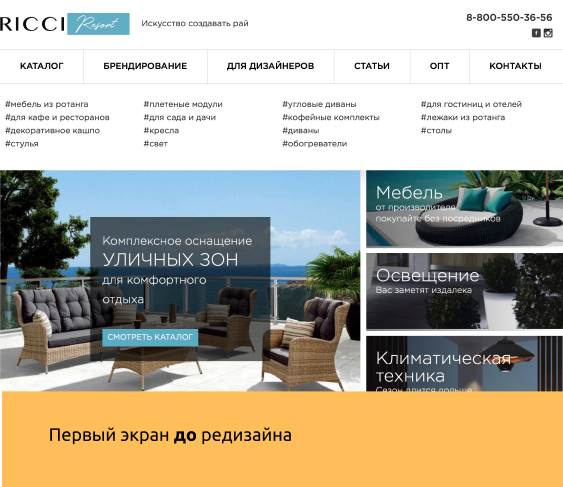 RICCI Resort
Искусство создавать рай
8-800-550-36-56
КАТАЛОГ БРЕНДИРОВАНИЕ ДЛЯ ДИЗАЙНЕРОВ СТАТЬИ ОПТ КОНТАКТЫ
#мебель из ротанга #плетеные модули #угловые диваны #для гостиниц и отелей
#для кафе и ресторанов #для сада и дачи #кофейные комплекты #лежаки из ротанга
#декоративное кашпо #кресла #диваны #столы
#стулья #свет #обогреватели
Комплексное оснащение
УЛИЧНЫХ ЗОН
для комфортного
отдыха
СМОТРЕТЬ КАТАЛОГ
Мебель
от производителя
покупайте без посредников
Освещение
Вас заметят издалека
Климатическая
техника
Сезон длится дольше
Первый экран до редизайна